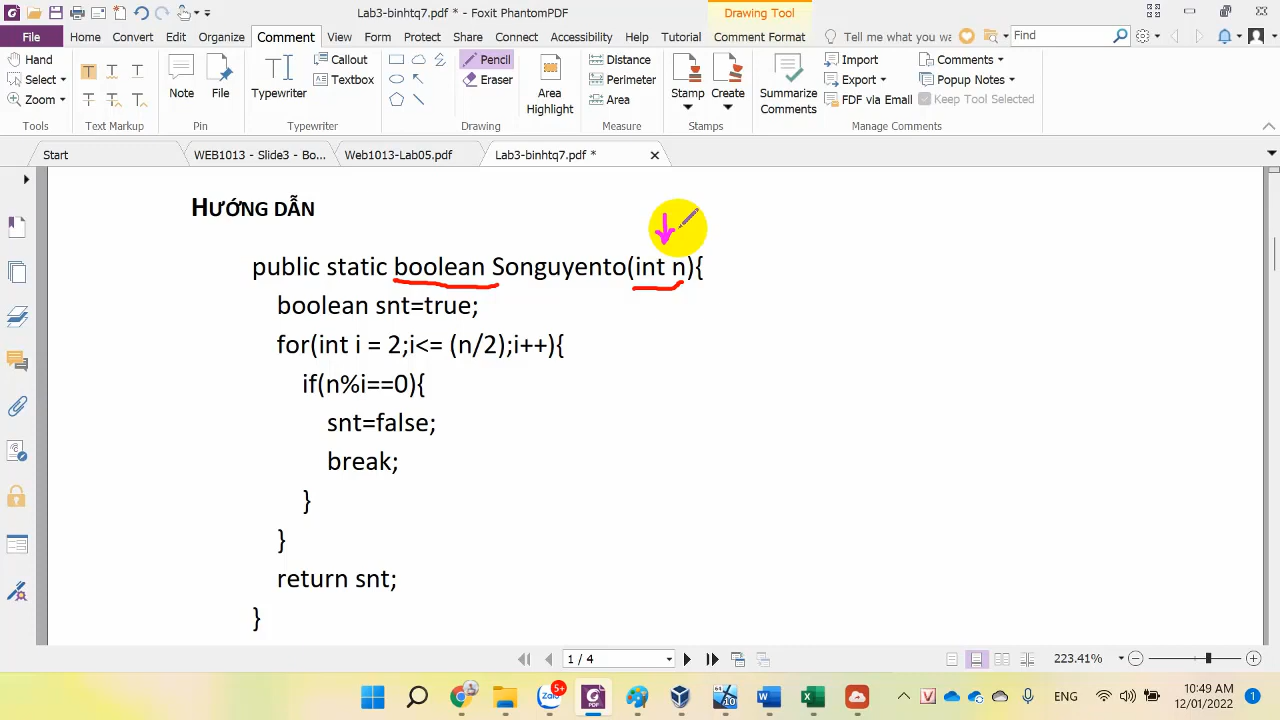 Lab3-binhtq7.pdf * - Foxit PhantomPDF
Drawing Tool
File Home Convert Edit Organize Comment View Form Protect Share Connect Accessibility Help Tutorial Comment Format Tell me what you wa Find
Hand
Select
Zoom
Tools
Text Markup
Note
File
Pin
Typewriter
Callout
Textbox
Typewriter
Pencil
Eraser
Drawing
Area
Highlight
Distance
Perimeter
Area
Measure
Stamp
Create
Stamps
Summarize
Comments
Import
Export
FDF via Email
Comments
Popup Notes
Keep Tool Selected
Manage Comments
Start
WEB1013 - Slide3 - Bo...
Web1013-Lab05.pdf
Lab3-binhtq7.pdf *
HƯỚNG DẪN
public static boolean Songuyento(int n){
boolean snt=true;
for(int i = 2;i<= (n/2);i++){
if(n%i==0){
snt=false;
break;
}
}
return snt;
}
1 / 4
223.41%
Zalo
5+
PDF
ENG
10:49 AM
12/01/2022
1